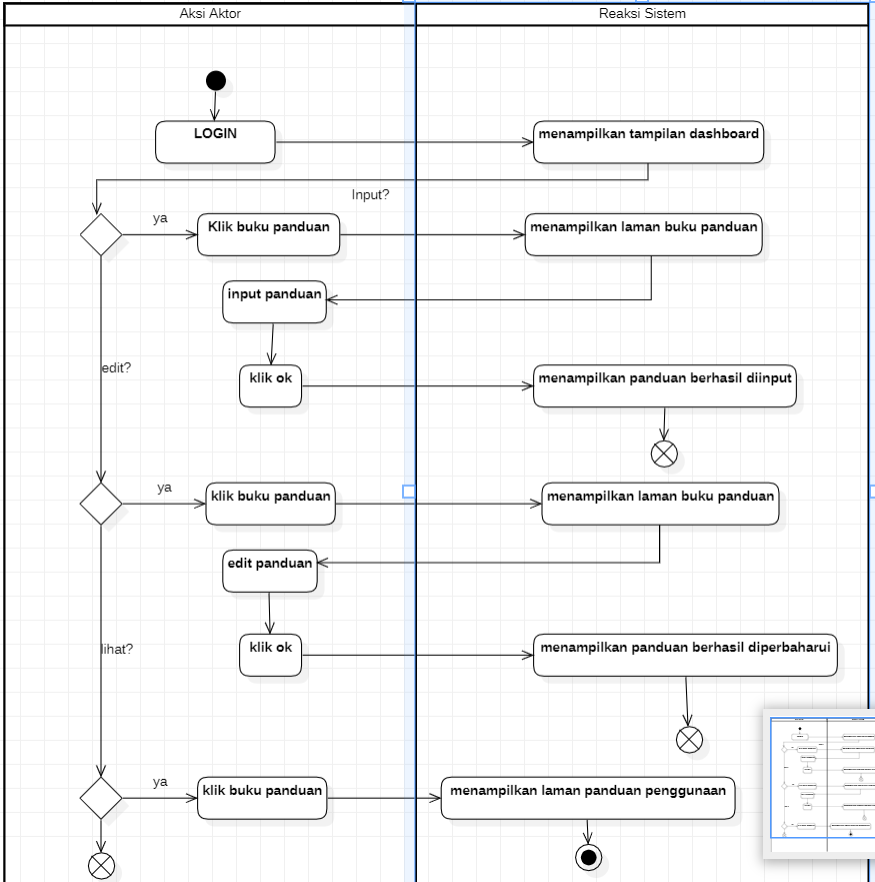 Aksi Aktor
Reaksi Sistem
LOGIN
menampilkan tampilan dashboard
Input?
ya
Klik buku panduan
menampilkan laman buku panduan
input panduan
edit?
klik ok
menampilkan panduan berhasil diinput
ya
klik buku panduan
menampilkan laman buku panduan
edit panduan
lihat?
klik ok
menampilkan panduan berhasil diperbaharui
ya
klik buku panduan
menampilkan laman panduan penggunaan